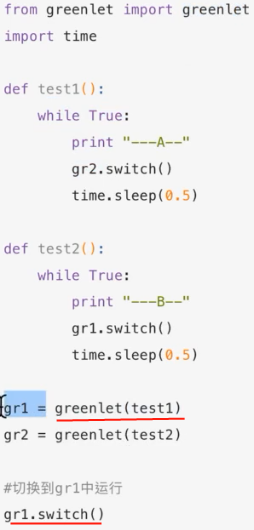 from greenlet import greenlet
import time
def test1():
    while True:
        print "---A--"
        gr2.switch()
        time.sleep(0.5)
def test2():
    while True:
        print "---B--"
        gr1.switch()
        time.sleep(0.5)
gr1 = greenlet(test1)
gr2 = greenlet(test2)
#切换到gr1中运行
gr1.switch()